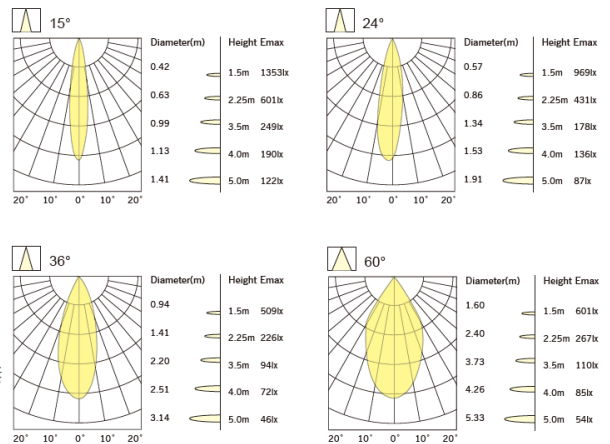 15°
Diameter(m) Height Emax
0.42 1.5m 1353lx
0.63 2.25m 601lx
0.99 3.5m 249lx
1.13 4.0m 190lx
1.41 5.0m 122lx
20° 10° 0° 10° 20°
24°
Diameter(m) Height Emax
0.57 1.5m 969lx
0.86 2.25m 431lx
1.34 3.5m 178lx
1.53 4.0m 136lx
1.91 5.0m 87lx
20° 10° 0° 10° 20°
36°
Diameter(m) Height Emax
0.94 1.5m 509lx
1.41 2.25m 226lx
2.20 3.5m 94lx
2.51 4.0m 72lx
3.14 5.0m 46lx
20° 10° 0° 10° 20°
60°
Diameter(m) Height Emax
1.60 1.5m 601lx
2.40 2.25m 267lx
3.73 3.5m 110lx
4.26 4.0m 85lx
5.33 5.0m 54lx
20° 10° 0° 10° 20°